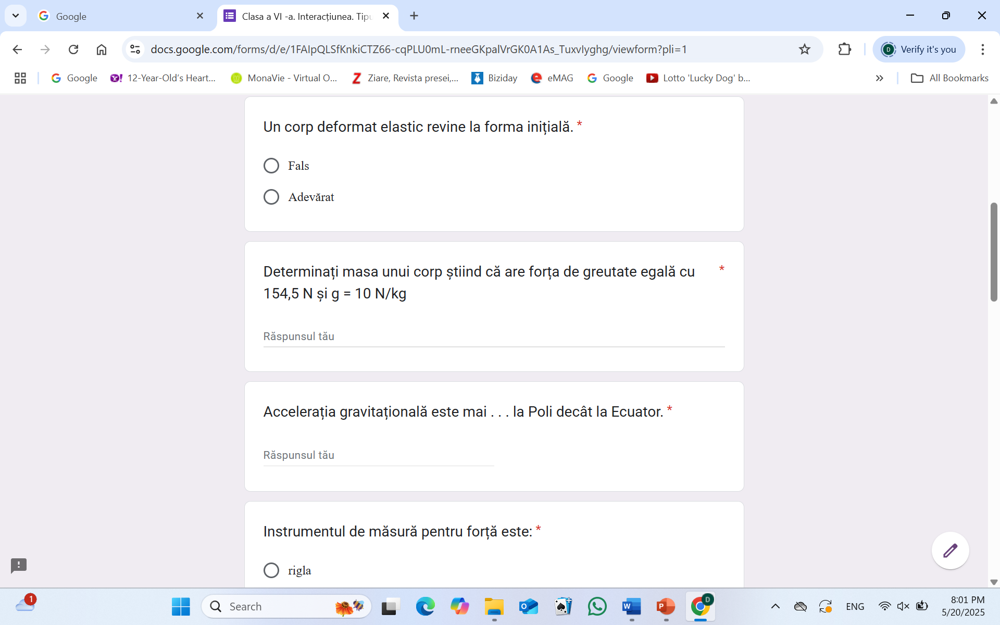 Google
Clasa a VI -a. Interacțiunea. Tipu
docs.google.com/forms/d/e/1FAIpQLSfKnkiCTZ66-cqPLU0mL-rneeGKpalVrGK0A1As_TuxvIyghg/viewform?pli=1
D
Verify it's you
Google
12-Year-Old's Heart...
MonaVie - Virtual O...
Ziare, Revista presei,...
Biziday
eMAG
Google
Lotto 'Lucky Dog' b...
All Bookmarks
Un corp deformat elastic revine la forma inițială. *
Fals
Adevărat
Determinați masa unui corp știind că are forța de greutate egală cu *
154,5 N și g = 10 N/kg
Răspunsul tău
Accelerația gravitațională este mai . . . la Poli decât la Ecuator. *
Răspunsul tău
Instrumentul de măsură pentru forță este: *
rigla
1
Search
D
ENG
8:01 PM
5/20/2025